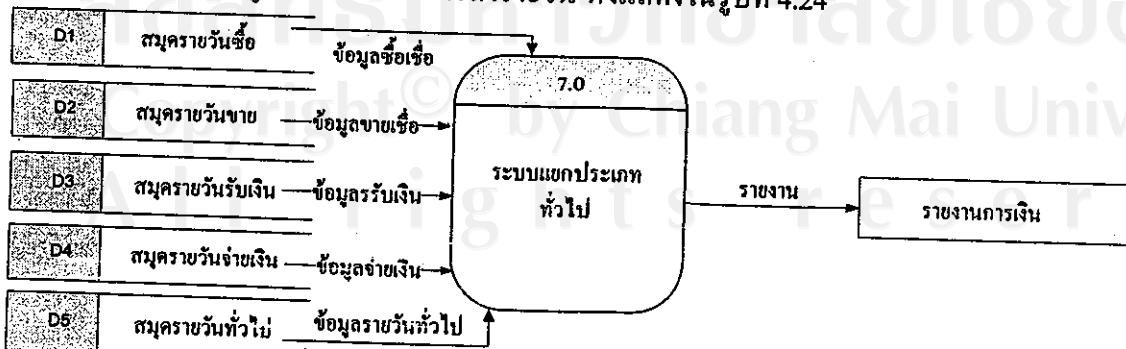 ในรูปที่ 4.24
D1 สมุดรายวันซื้อ
ข้อมูลซื้อเชื่อ
7.0
D2 สมุดรายวันขาย
ข้อมูลขายเชื่อ
Copyright© by Chiang Mai Univ
D3 สมุดรายวันรับเงิน
ข้อมูลรรับเงิน
ระบบแยกประเภท
ทั่วไป
รายงาน
รายงานการเงิน
All rights reser
D4 สมุดรายวันจ่ายเงิน
ข้อมูลจ่ายเงิน
D5 สมุดรายวันทั่วไป
ข้อมูลรายวันทั่วไป